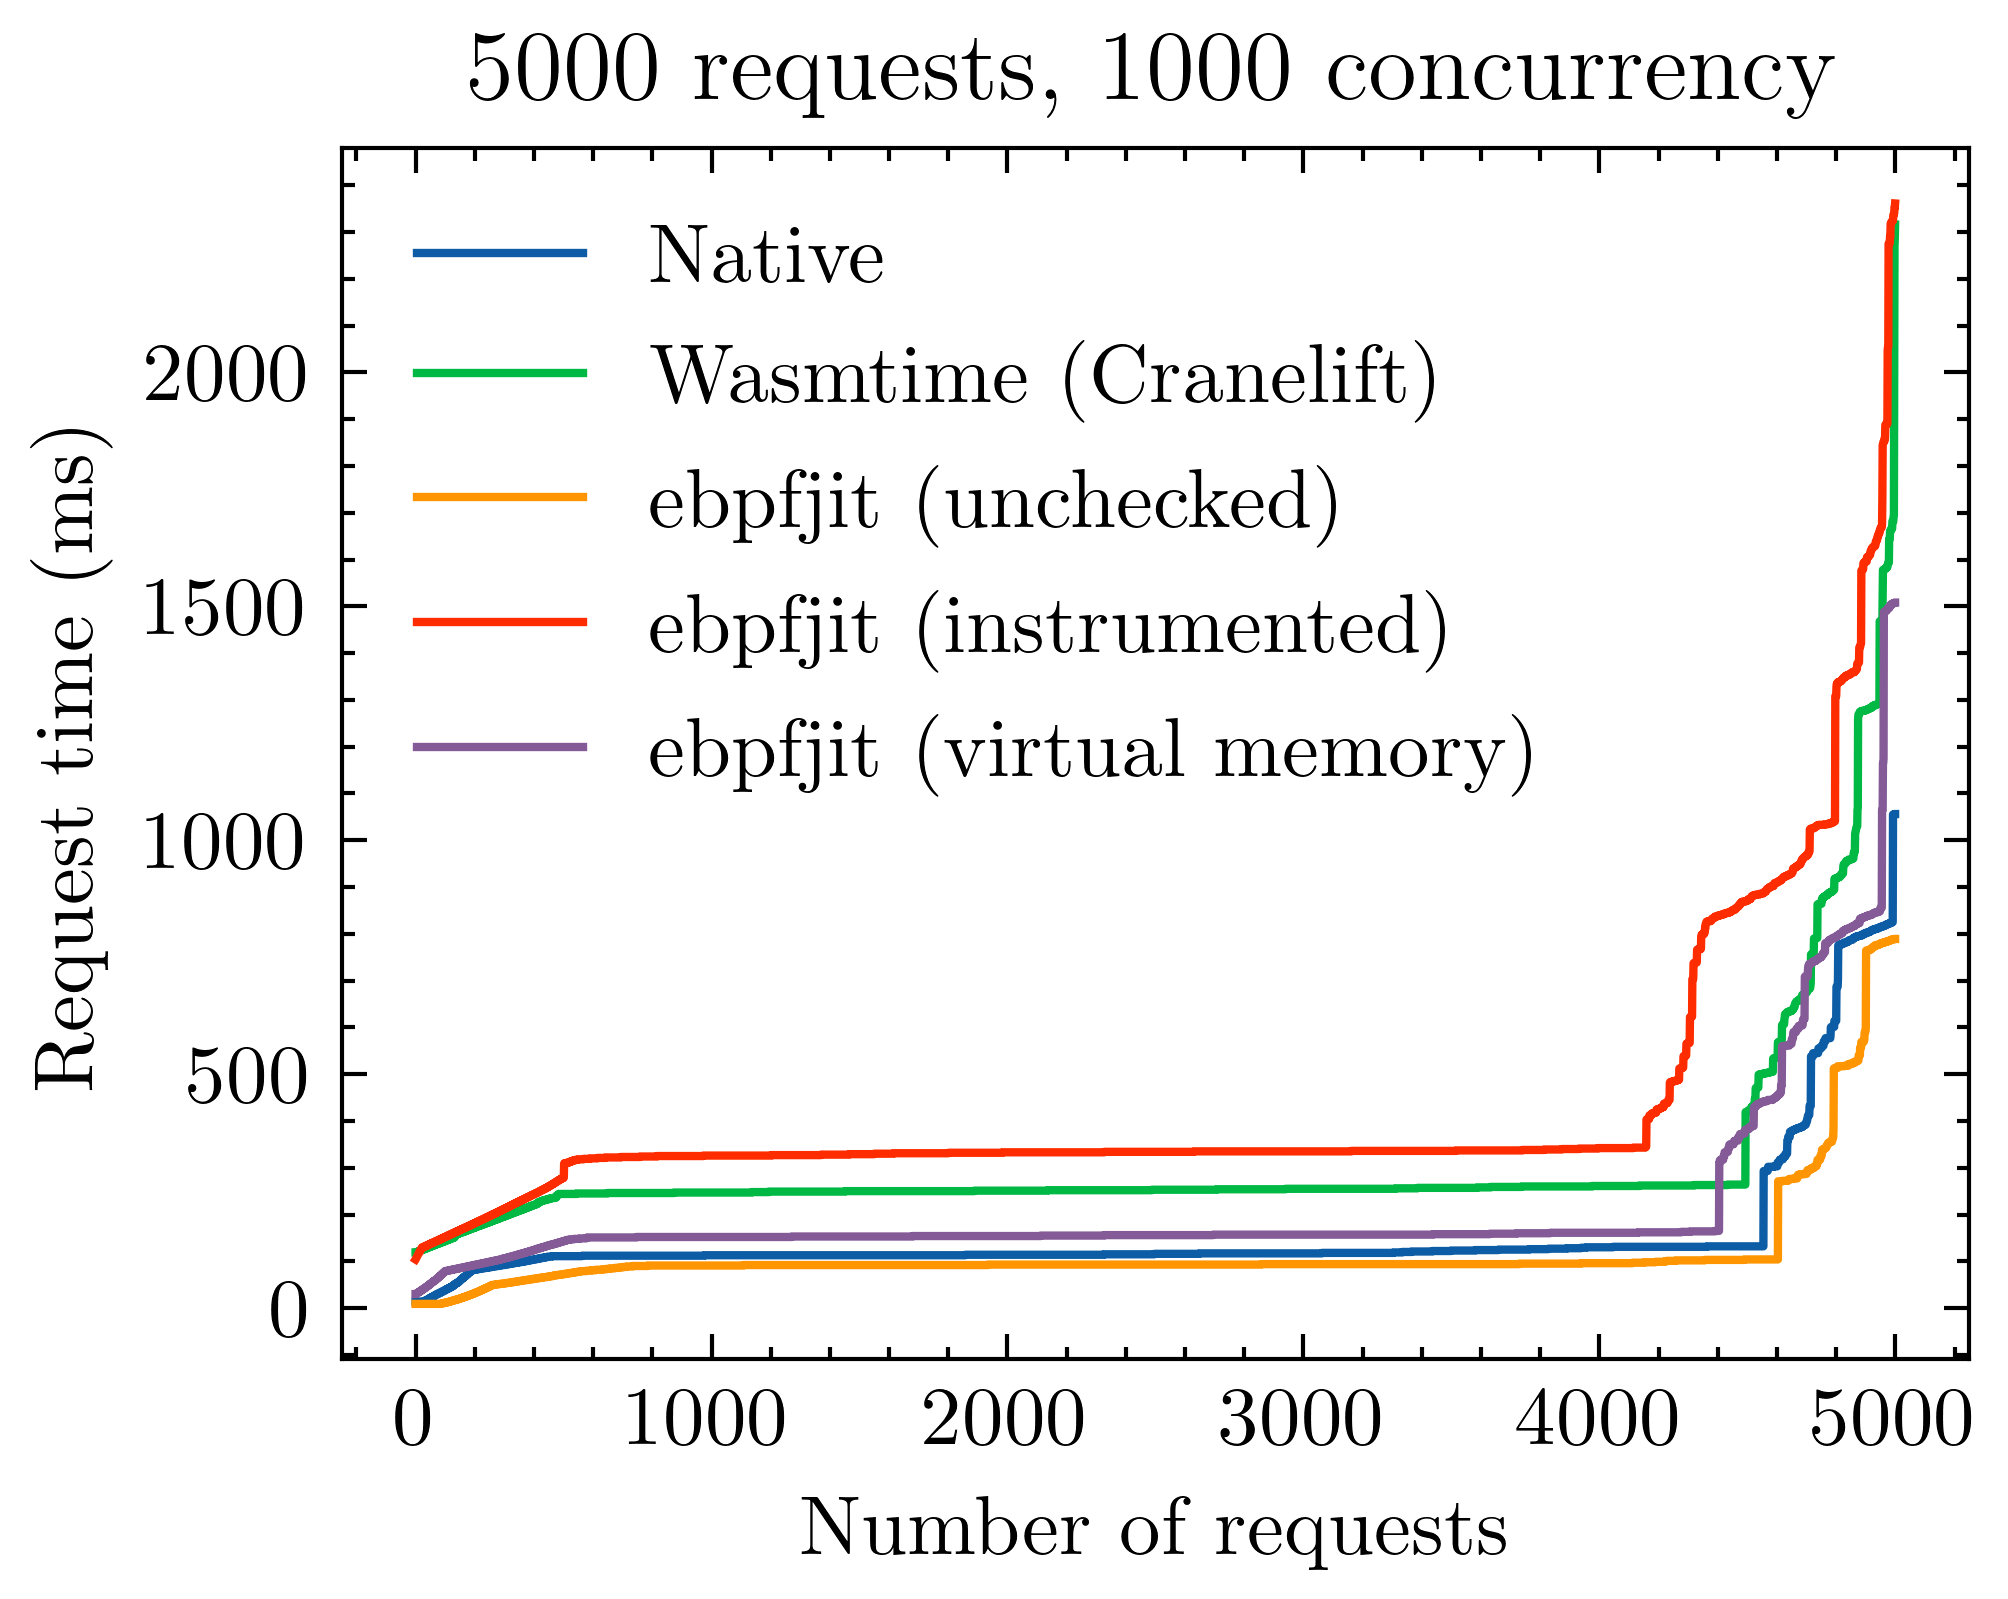 5000 requests, 1000 concurrency
Native
Wasmtime (Cranelift)
ebpfjit (unchecked)
ebpfjit (instrumented)
ebpfjit (virtual memory)
Request time (ms)
2000
1500
1000
500
0
0 1000 2000 3000 4000 5000
Number of requests